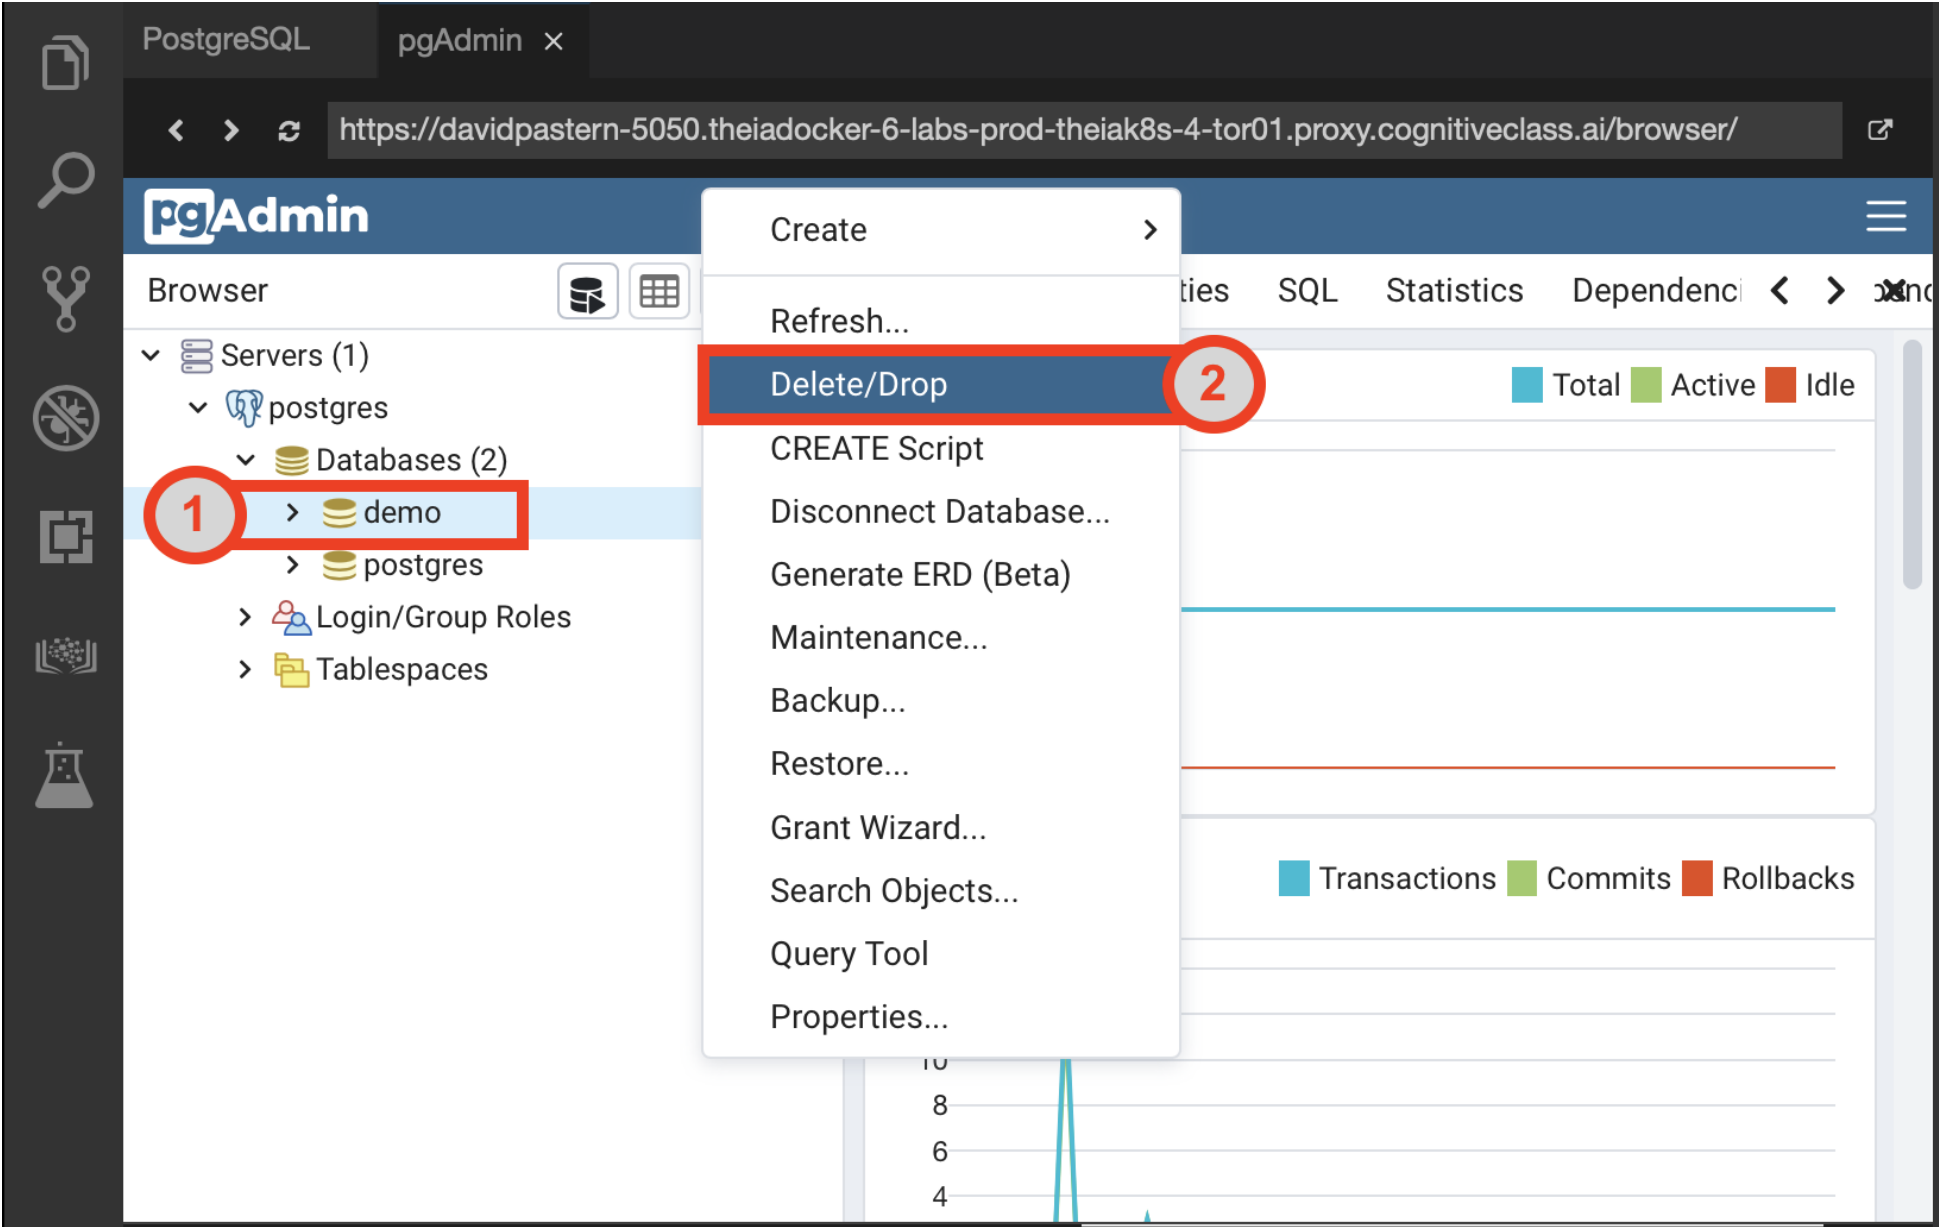 PostgreSQL
pgAdmin
https://davidpastern-5050.theiadocker-6-labs-prod-theiak8s-4-tor01.proxy.cognitiveclass.ai/browser/
pgAdmin
Browser
Servers (1)
postgres
Databases (2)
1
demo
postgres
Login/Group Roles
Tablespaces
Create
Refresh...
Delete/Drop
2
CREATE Script
Disconnect Database...
Generate ERD (Beta)
Maintenance...
Backup...
Restore...
Grant Wizard...
Search Objects...
Query Tool
Properties...
ties SQL Statistics Dependenci
Total Active Idle
Transactions Commits Rollbacks
10
8
6
4